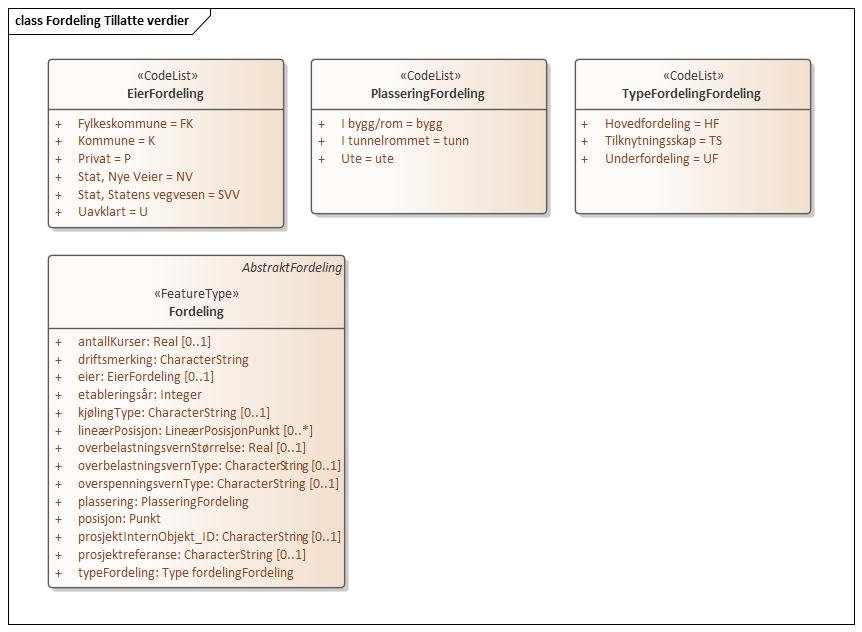 class Fordeling Tillatte verdier
«CodeList»
EierFordeling
+ Fylkeskommune = FK
+ Kommune = K
+ Privat = P
+ Stat, Nye Veier = NV
+ Stat, Statens vegvesen = SVV
+ Uavklart = U
«CodeList»
PlasseringFordeling
+ I bygg/rom = bygg
+ I tunnelrommet = tunn
+ Ute = ute
«CodeList»
TypeFordelingFordeling
+ Hovedfordeling = HF
+ Tilknytningsskap = TS
+ Underfordeling = UF
AbstraktFordeling
«FeatureType»
Fordeling
+ antallKurser: Real [0..1]
+ driftsmerking: CharacterString
+ eier: EierFordeling [0..1]
+ etableringsår: Integer
+ kjølingType: CharacterString [0..1]
+ lineærPosisjon: LineærPosisjonPunkt [0..*]
+ overbelastningsvernStørrelse: Real [0..1]
+ overbelastningsvernType: CharacterString [0..1]
+ overspenningsvernType: CharacterString [0..1]
+ plassering: PlasseringFordeling
+ posisjon: Punkt
+ prosjektInternObjekt_ID: CharacterString [0..1]
+ prosjektreferanse: CharacterString [0..1]
+ typeFordeling: Type fordelingFordeling